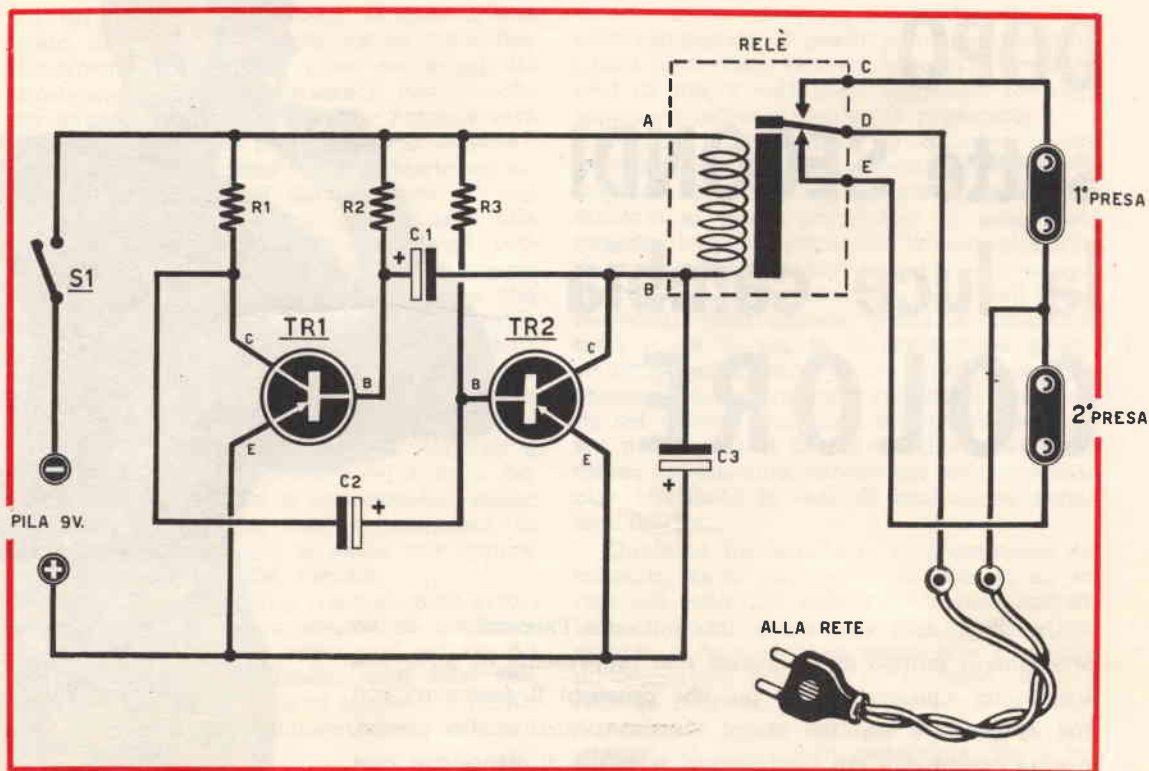 RELÈ
C
A
D
E
R1
R2
R3
C1
+
1ª PRESA
S1
B
TR1
TR2
C
C
B
B
2ª PRESA
E
E
C3
+
C2
+
−
PILA 9V.
+
ALLA RETE